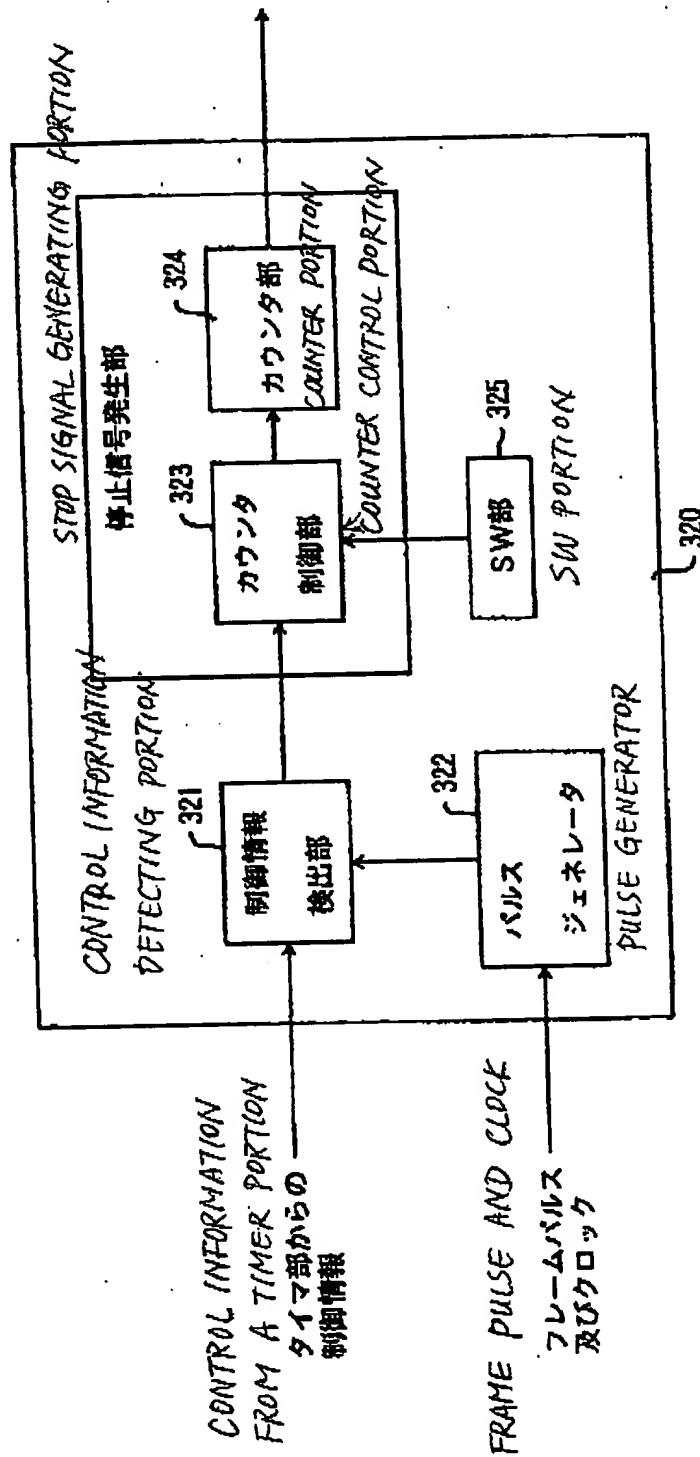 STOP SIGNAL GENERATING PORTION
停止信号発生部
324
カウンタ部
COUNTER PORTION
323
カウンタ
制御部
COUNTER CONTROL PORTION
CONTROL INFORMATION
DETECTING PORTION
321
制御情報
検出部
325
SW部
SW PORTION
322
パルス
ジェネレータ
PULSE GENERATOR
320
CONTROL INFORMATION
FROM A TIMER PORTION
タイマ部からの
制御情報
FRAME PULSE AND CLOCK
フレームパルス
及びクロック